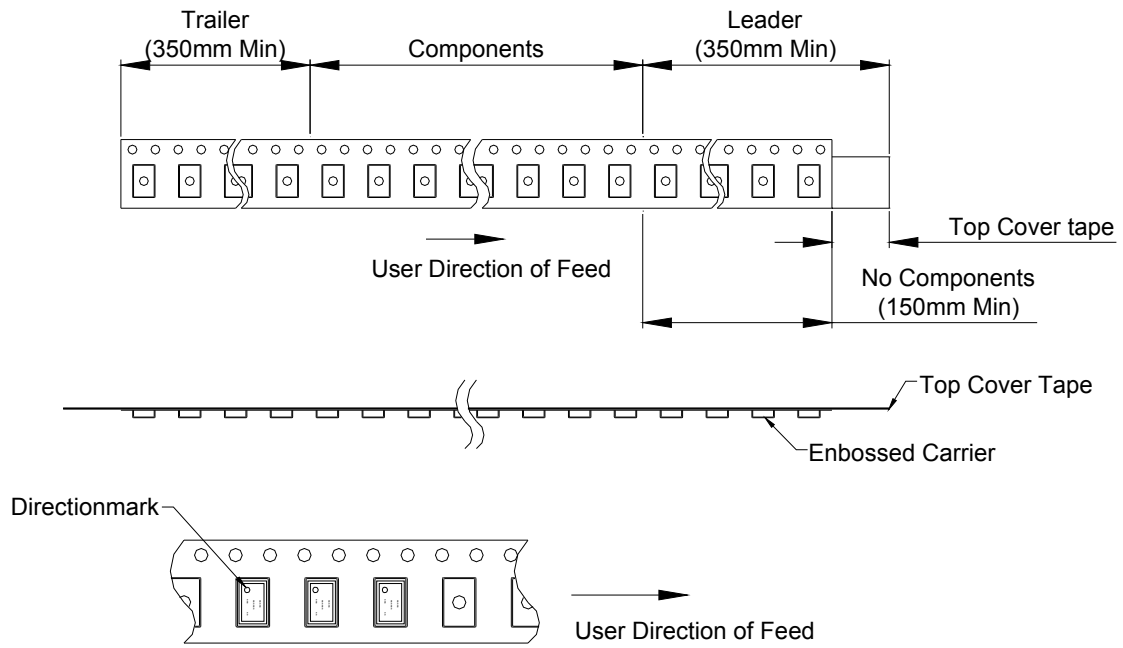 Trailer
(350mm Min)
Components
Leader
(350mm Min)
Top Cover tape
User Direction of Feed
No Components
(150mm Min)
Top Cover Tape
Enbossed Carrier
Directionmark
User Direction of Feed